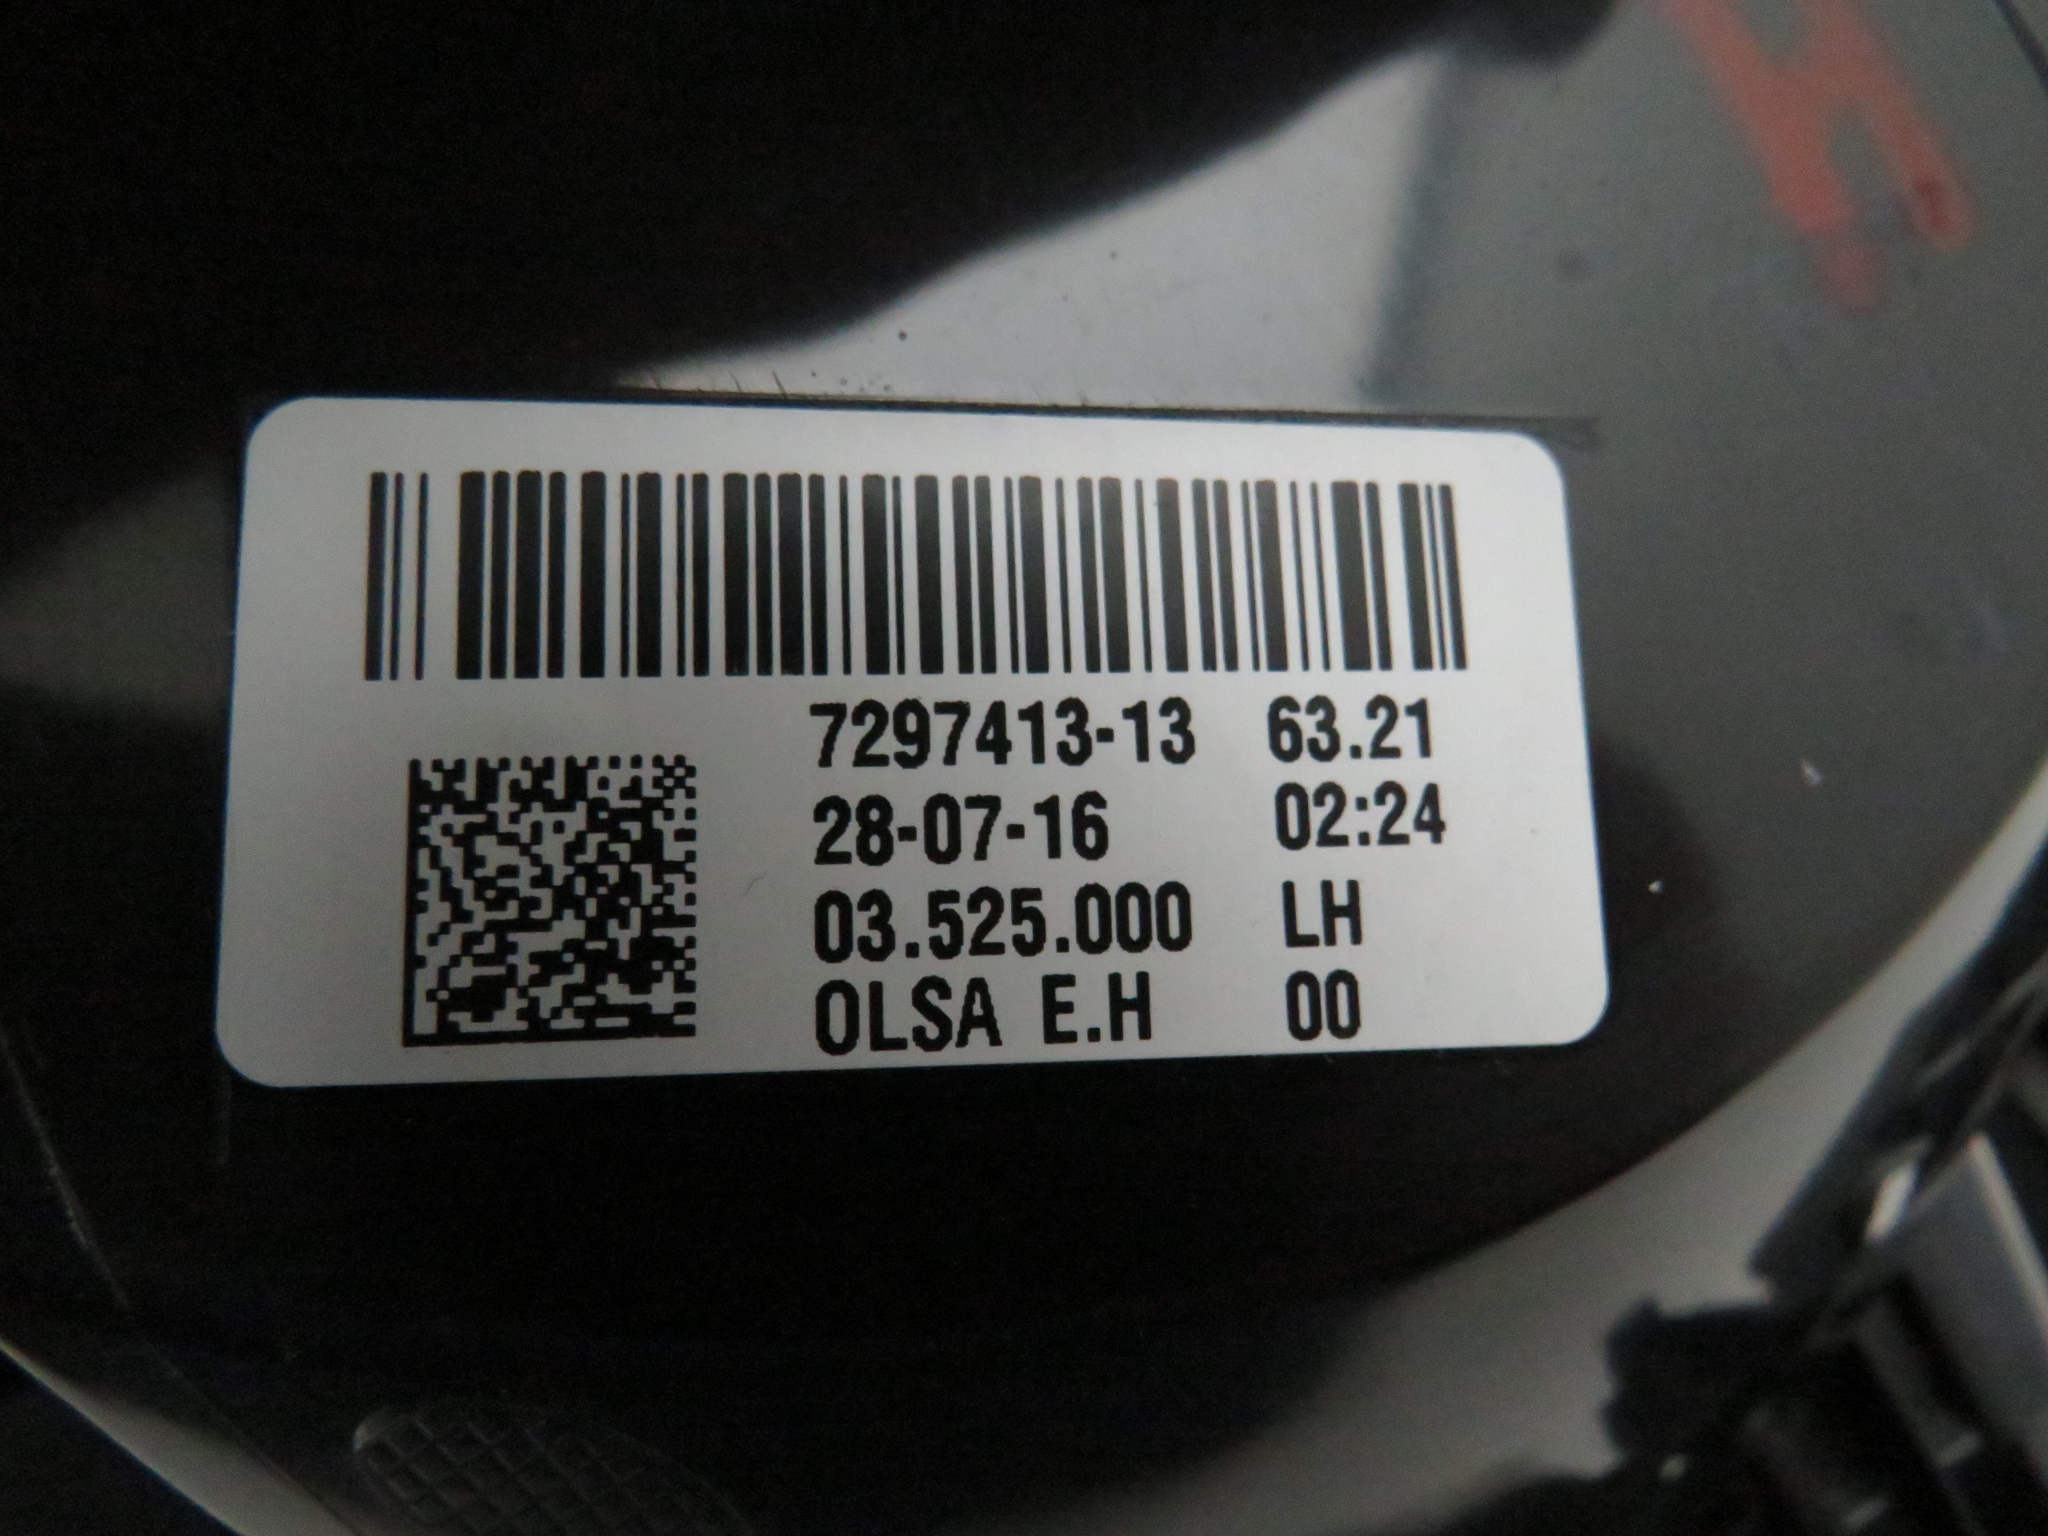 7297413-13 63.21
28-07-16 02:24
03.525.000 LH
OLSA E.H 00